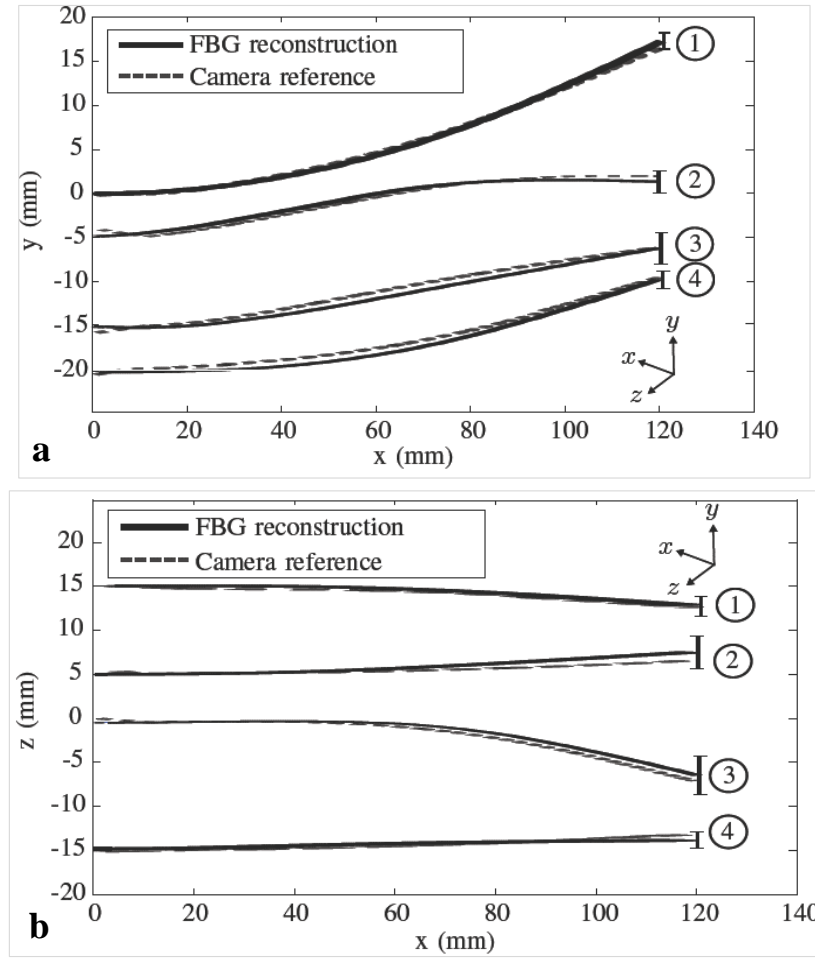 20
15
10
5
0
-5
-10
-15
-20
y (mm)
FBG reconstruction
Camera reference
1
2
3
4
y
x
z
0 20 40 60 80 100 120 140
x (mm)
a
20
15
10
5
0
-5
-10
-15
-20
z (mm)
FBG reconstruction
Camera reference
y
x
z
1
2
3
4
0 20 40 60 80 100 120 140
x (mm)
b